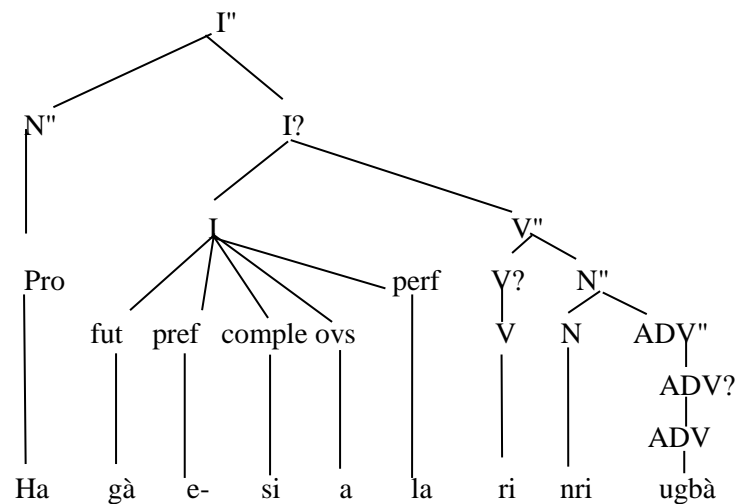 I"
N" I?
I V"
Pro perf V? N"
fut pref comple ovs V N ADV"
ADV?
ADV
Ha gà e- si a la ri nri ugbà